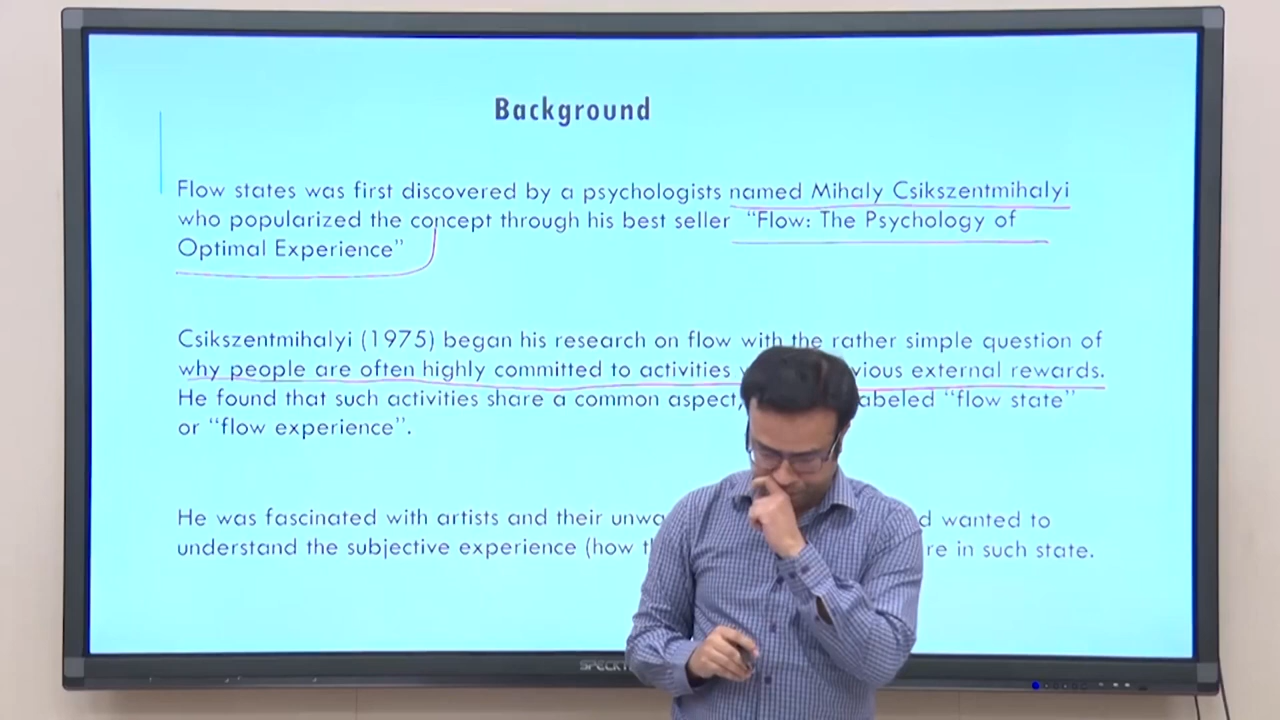 Background
Flow states was first discovered by a psychologists named Mihaly Csikszentmihalyi
who popularized the concept through his best seller “Flow: The Psychology of
Optimal Experience”
Csikszentmihalyi (1975) began his research on flow with the rather simple question of
why people are often highly committed to activities external rewards.
He found that such activities share a common aspect, “flow state”
or “flow experience”.
He was fascinated with artists and their wanted to
understand the subjective experience (how in such state.